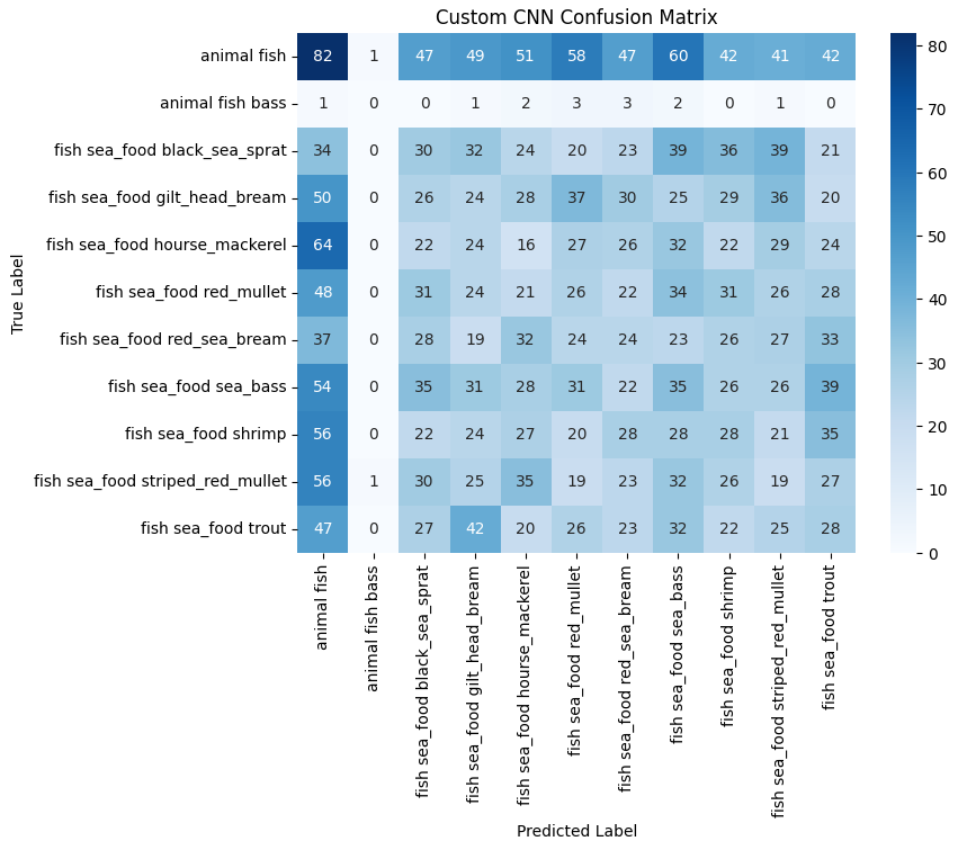 Custom CNN Confusion Matrix
animal fish 82 1 47 49 51 58 47 60 42 41 42
animal fish bass 1 0 0 1 2 3 3 2 0 1 0
fish sea_food black_sea_sprat 34 0 30 32 24 20 23 39 36 39 21
fish sea_food gilt_head_bream 50 0 26 24 28 37 30 25 29 36 20
fish sea_food hourse_mackerel 64 0 22 24 16 27 26 32 22 29 24
fish sea_food red_mullet 48 0 31 24 21 26 22 34 31 26 28
fish sea_food red_sea_bream 37 0 28 19 32 24 24 23 26 27 33
fish sea_food sea_bass 54 0 35 31 28 31 22 35 26 26 39
fish sea_food shrimp 56 0 22 24 27 20 28 28 28 21 35
fish sea_food striped_red_mullet 56 1 30 25 35 19 23 32 26 19 27
fish sea_food trout 47 0 27 42 20 26 23 32 22 25 28
True Label
animal fish
animal fish bass
fish sea_food black_sea_sprat
fish sea_food gilt_head_bream
fish sea_food hourse_mackerel
fish sea_food red_mullet
fish sea_food red_sea_bream
fish sea_food sea_bass
fish sea_food shrimp
fish sea_food striped_red_mullet
fish sea_food trout
Predicted Label
80
70
60
50
40
30
20
10
0